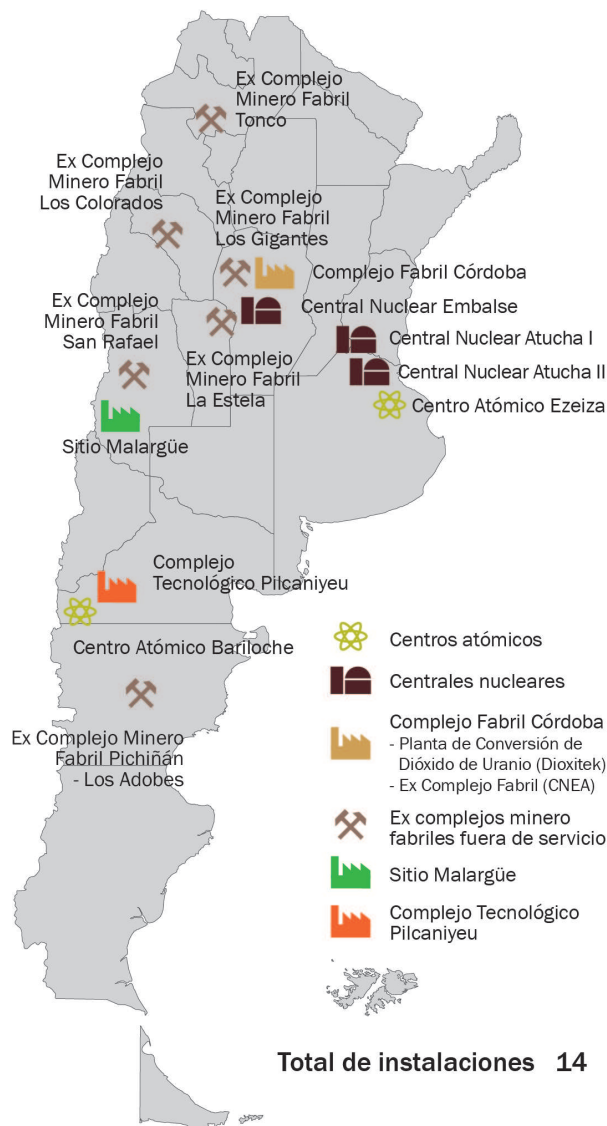 Ex Complejo
Minero Fabril
Tonco
Ex Complejo
Minero Fabril
Los Colorados
Ex Complejo
Minero Fabril
Los Gigantes
Complejo Fabril Córdoba
Central Nuclear Embalse
Ex Complejo
Minero Fabril
San Rafael
Central Nuclear Atucha I
Ex Complejo
Minero Fabril
La Estela
Central Nuclear Atucha II
Centro Atómico Ezeiza
Sitio Malargüe
Complejo
Tecnológico Pilcaniyeu
Centro Atómico Bariloche
Ex Complejo Minero
Fabril Pichiñán
- Los Adobes
Centros atómicos
Centrales nucleares
Complejo Fabril Córdoba
- Planta de Conversión de
Dióxido de Uranio (Dioxitek)
- Ex Complejo Fabril (CNEA)
Ex complejos minero
fabriles fuera de servicio
Sitio Malargüe
Complejo Tecnológico
Pilcaniyeu
Total de instalaciones 14